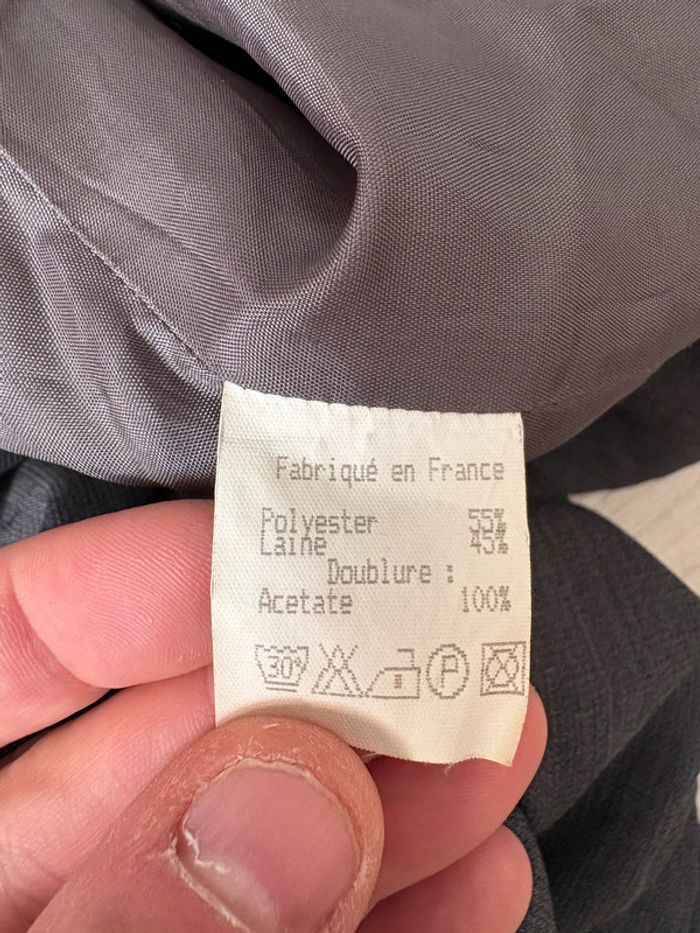 Fabriqué en France
Polyester 55%
Laine 45%
Doublure :
Acetate 100%
30°
P